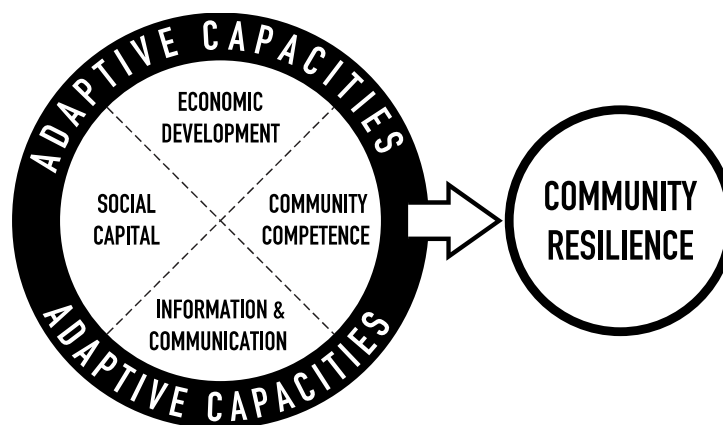 ADAPTIVE CAPACITIES
ECONOMIC
DEVELOPMENT
SOCIAL
CAPITAL
COMMUNITY
COMPETENCE
INFORMATION &
COMMUNICATION
ADAPTIVE CAPACITIES
COMMUNITY
RESILIENCE